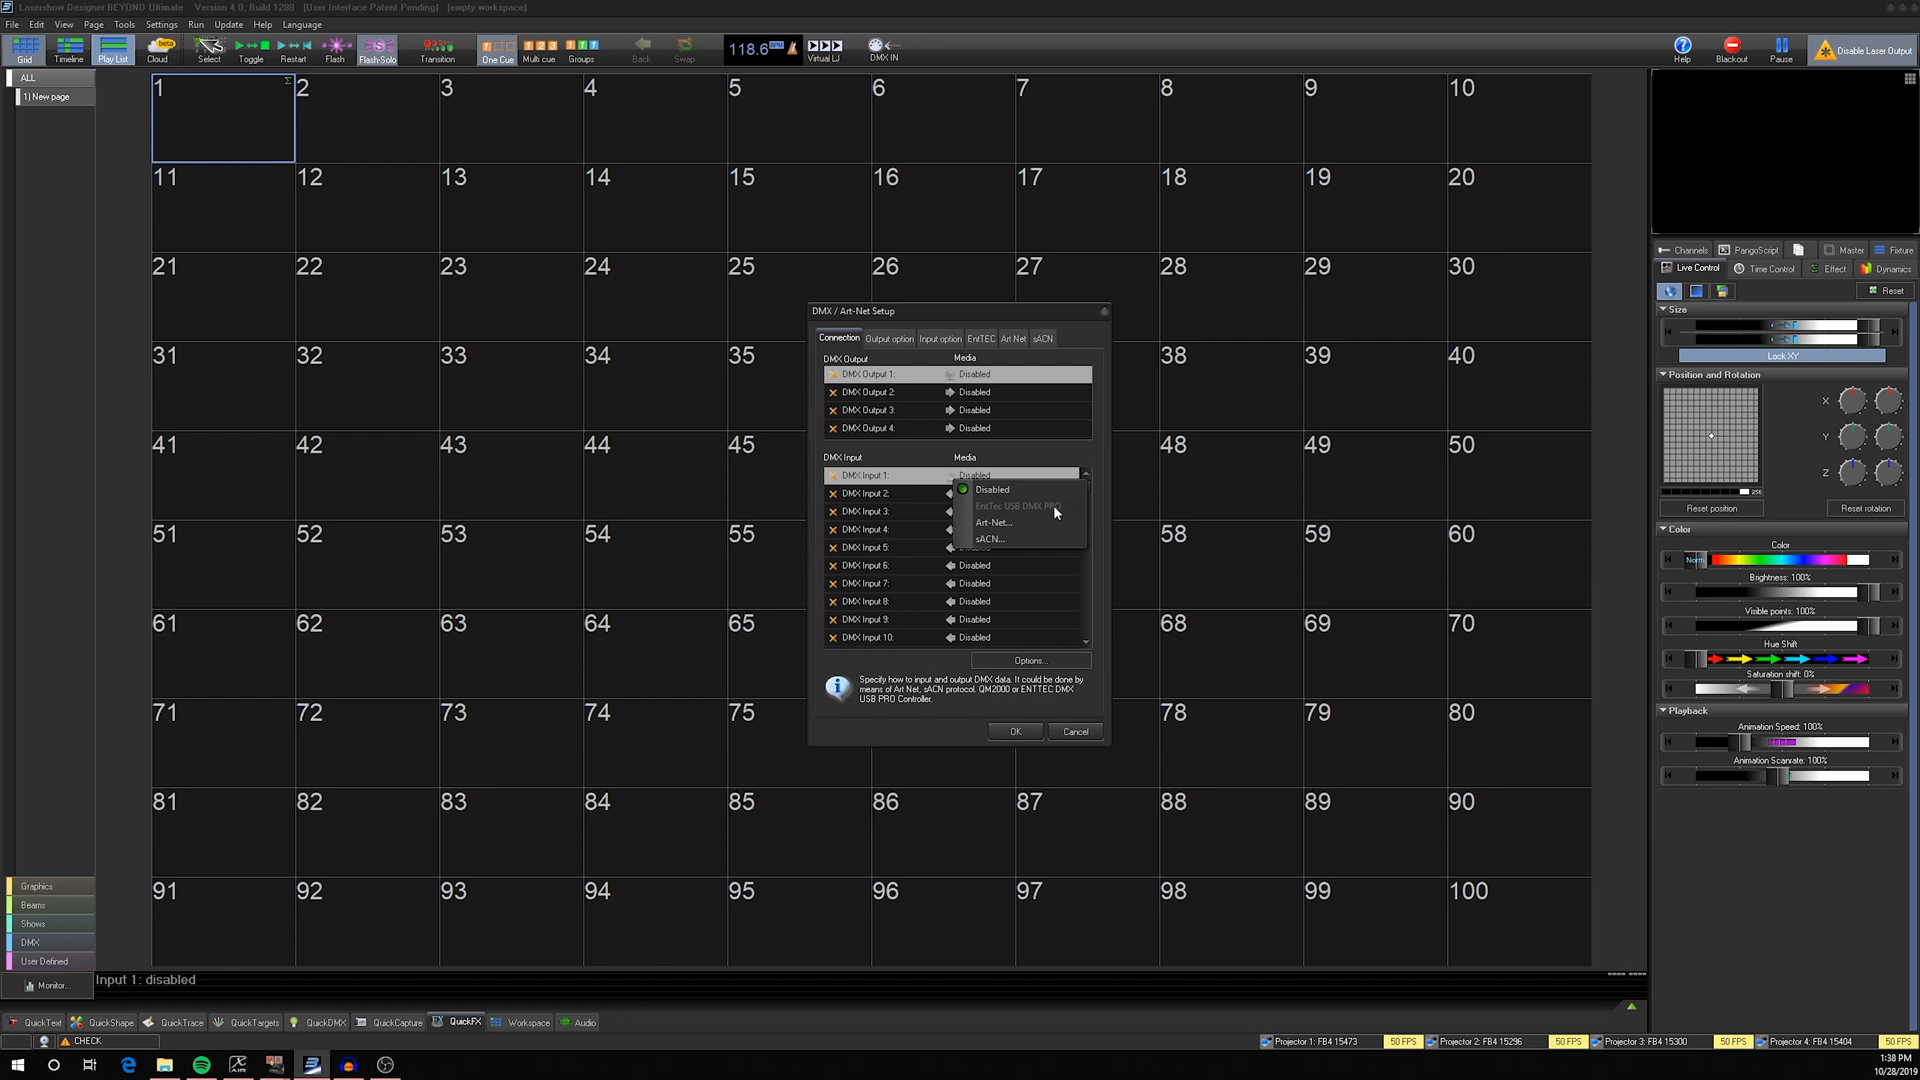 Lasershow Designer BEYOND Ultimate Version 4.0, Build 1288 (User Interface Patent Pending) (empty workspace)
File Edit View Page Tools Settings Run Update Help Language
Grid Timeline Play List Cloud beta Select Toggle Restart Flash Flash-Solo Transition One Cue Multi cue Groups Back Swap 118.6 BPM Virtual LJ DMX IN Help Blackout Pause Disable Laser Output
ALL
1) New page
1 2 3 4 5 6 7 8 9 10
11 12 13 14 15 16 17 18 19 20
21 22 23 24 25 26 27 28 29 30
31 32 33 34 35 38 39 40
41 42 43 44 45 48 49 50
51 52 53 54 55 58 59 60
61 62 63 64 65 68 69 70
71 72 73 74 75 78 79 80
81 82 83 84 85 86 87 88 89 90
91 92 93 94 95 96 97 98 99 100
DMX / Art-Net Setup
Connection Output option Input option EntTEC Art Net sACN
DMX Output Media
DMX Output 1: Disabled
DMX Output 2: Disabled
DMX Output 3: Disabled
DMX Output 4: Disabled
DMX Input Media
DMX Input 1: Disabled
DMX Input 2:
DMX Input 3:
DMX Input 4:
DMX Input 5: Disabled
DMX Input 6: Disabled
DMX Input 7: Disabled
DMX Input 8: Disabled
DMX Input 9: Disabled
DMX Input 10: Disabled
Disabled
EntTec USB DMX PRO
Art-Net...
sACN...
Options...
Specify how to input and output DMX data. It could be done by
means of Art Net, sACN protocol. QM2000 or ENTTEC DMX
USB PRO Controller.
OK Cancel
Channels PangoScript Master Fixture
Live Control Time Control Effect Dynamics
Reset
Size
Lock XY
Position and Rotation
X
Y
Z
256
Reset position Reset rotation
Color
Color
Norm
Brightness: 100%
Visible points: 100%
Hue Shift
Saturation shift: 0%
Playback
Animation Speed: 100%
Animation Scanrate: 100%
Graphics
Beams
Shows
DMX
User Defined
Monitor...
Input 1: disabled
QuickText QuickShape QuickTrace QuickTargets QuickDMX QuickCapture QuickFX Workspace Audio
CHECK
Projector 1: FB4 15473 50 FPS Projector 2: FB4 15296 50 FPS Projector 3: FB4 15300 50 FPS Projector 4: FB4 15404 50 FPS
1:38 PM
10/28/2019